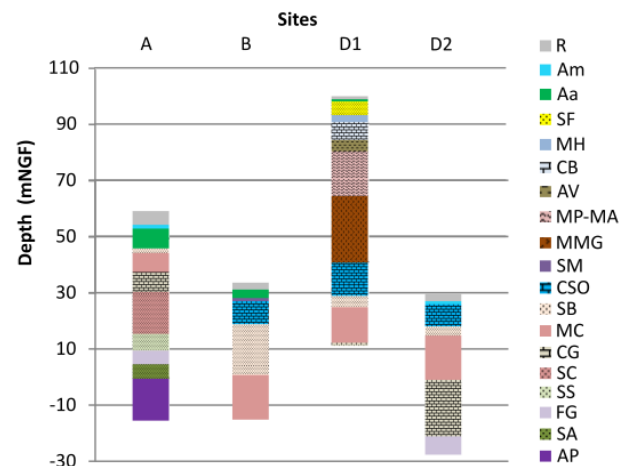 Sites
A B D1 D2
Depth (mNGF)
110
90
70
50
30
10
-10
-30
R
Am
Aa
SF
MH
CB
AV
MP-MA
MMG
SM
CSO
SB
MC
CG
SC
SS
FG
SA
AP